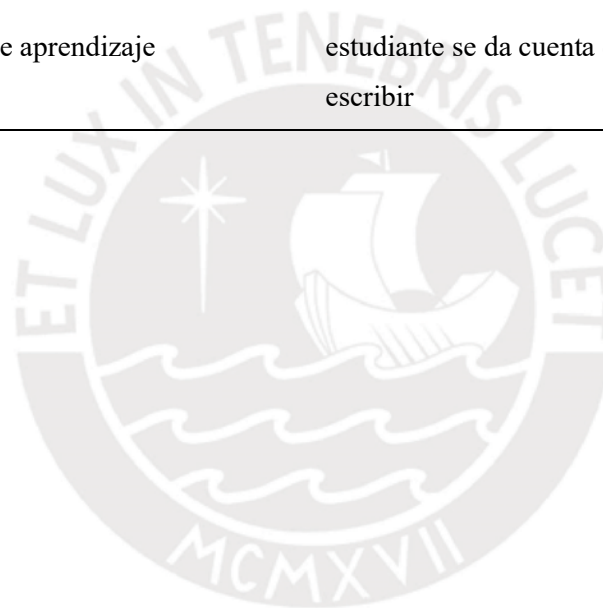 e aprendizaje estudiante se da cuenta
escribir
ET LUX IN TENEBRIS LUCET
MCMXVII